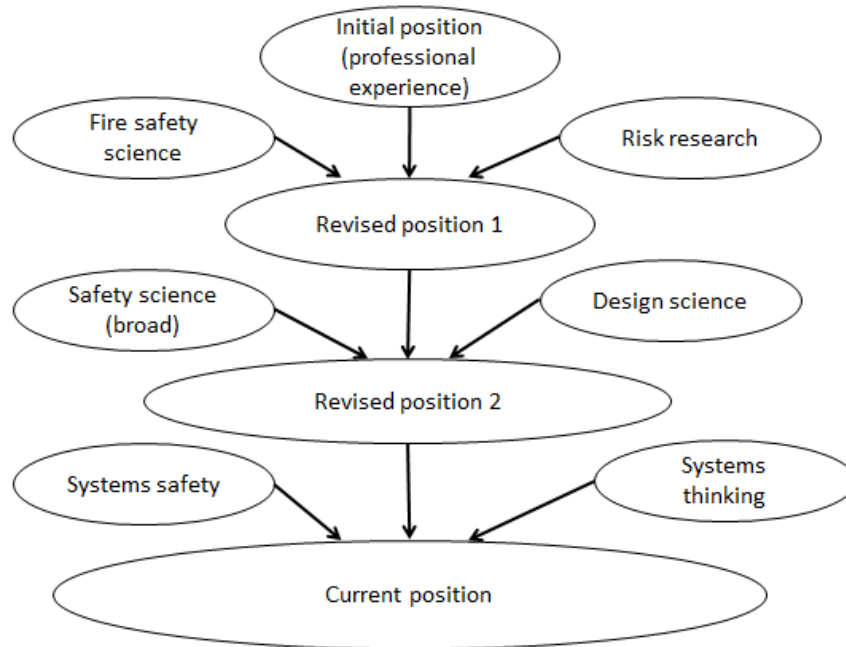 Initial position
(professional
experience)
Fire safety
science
Risk research
Revised position 1
Safety science
(broad)
Design science
Revised position 2
Systems safety
Systems
thinking
Current position